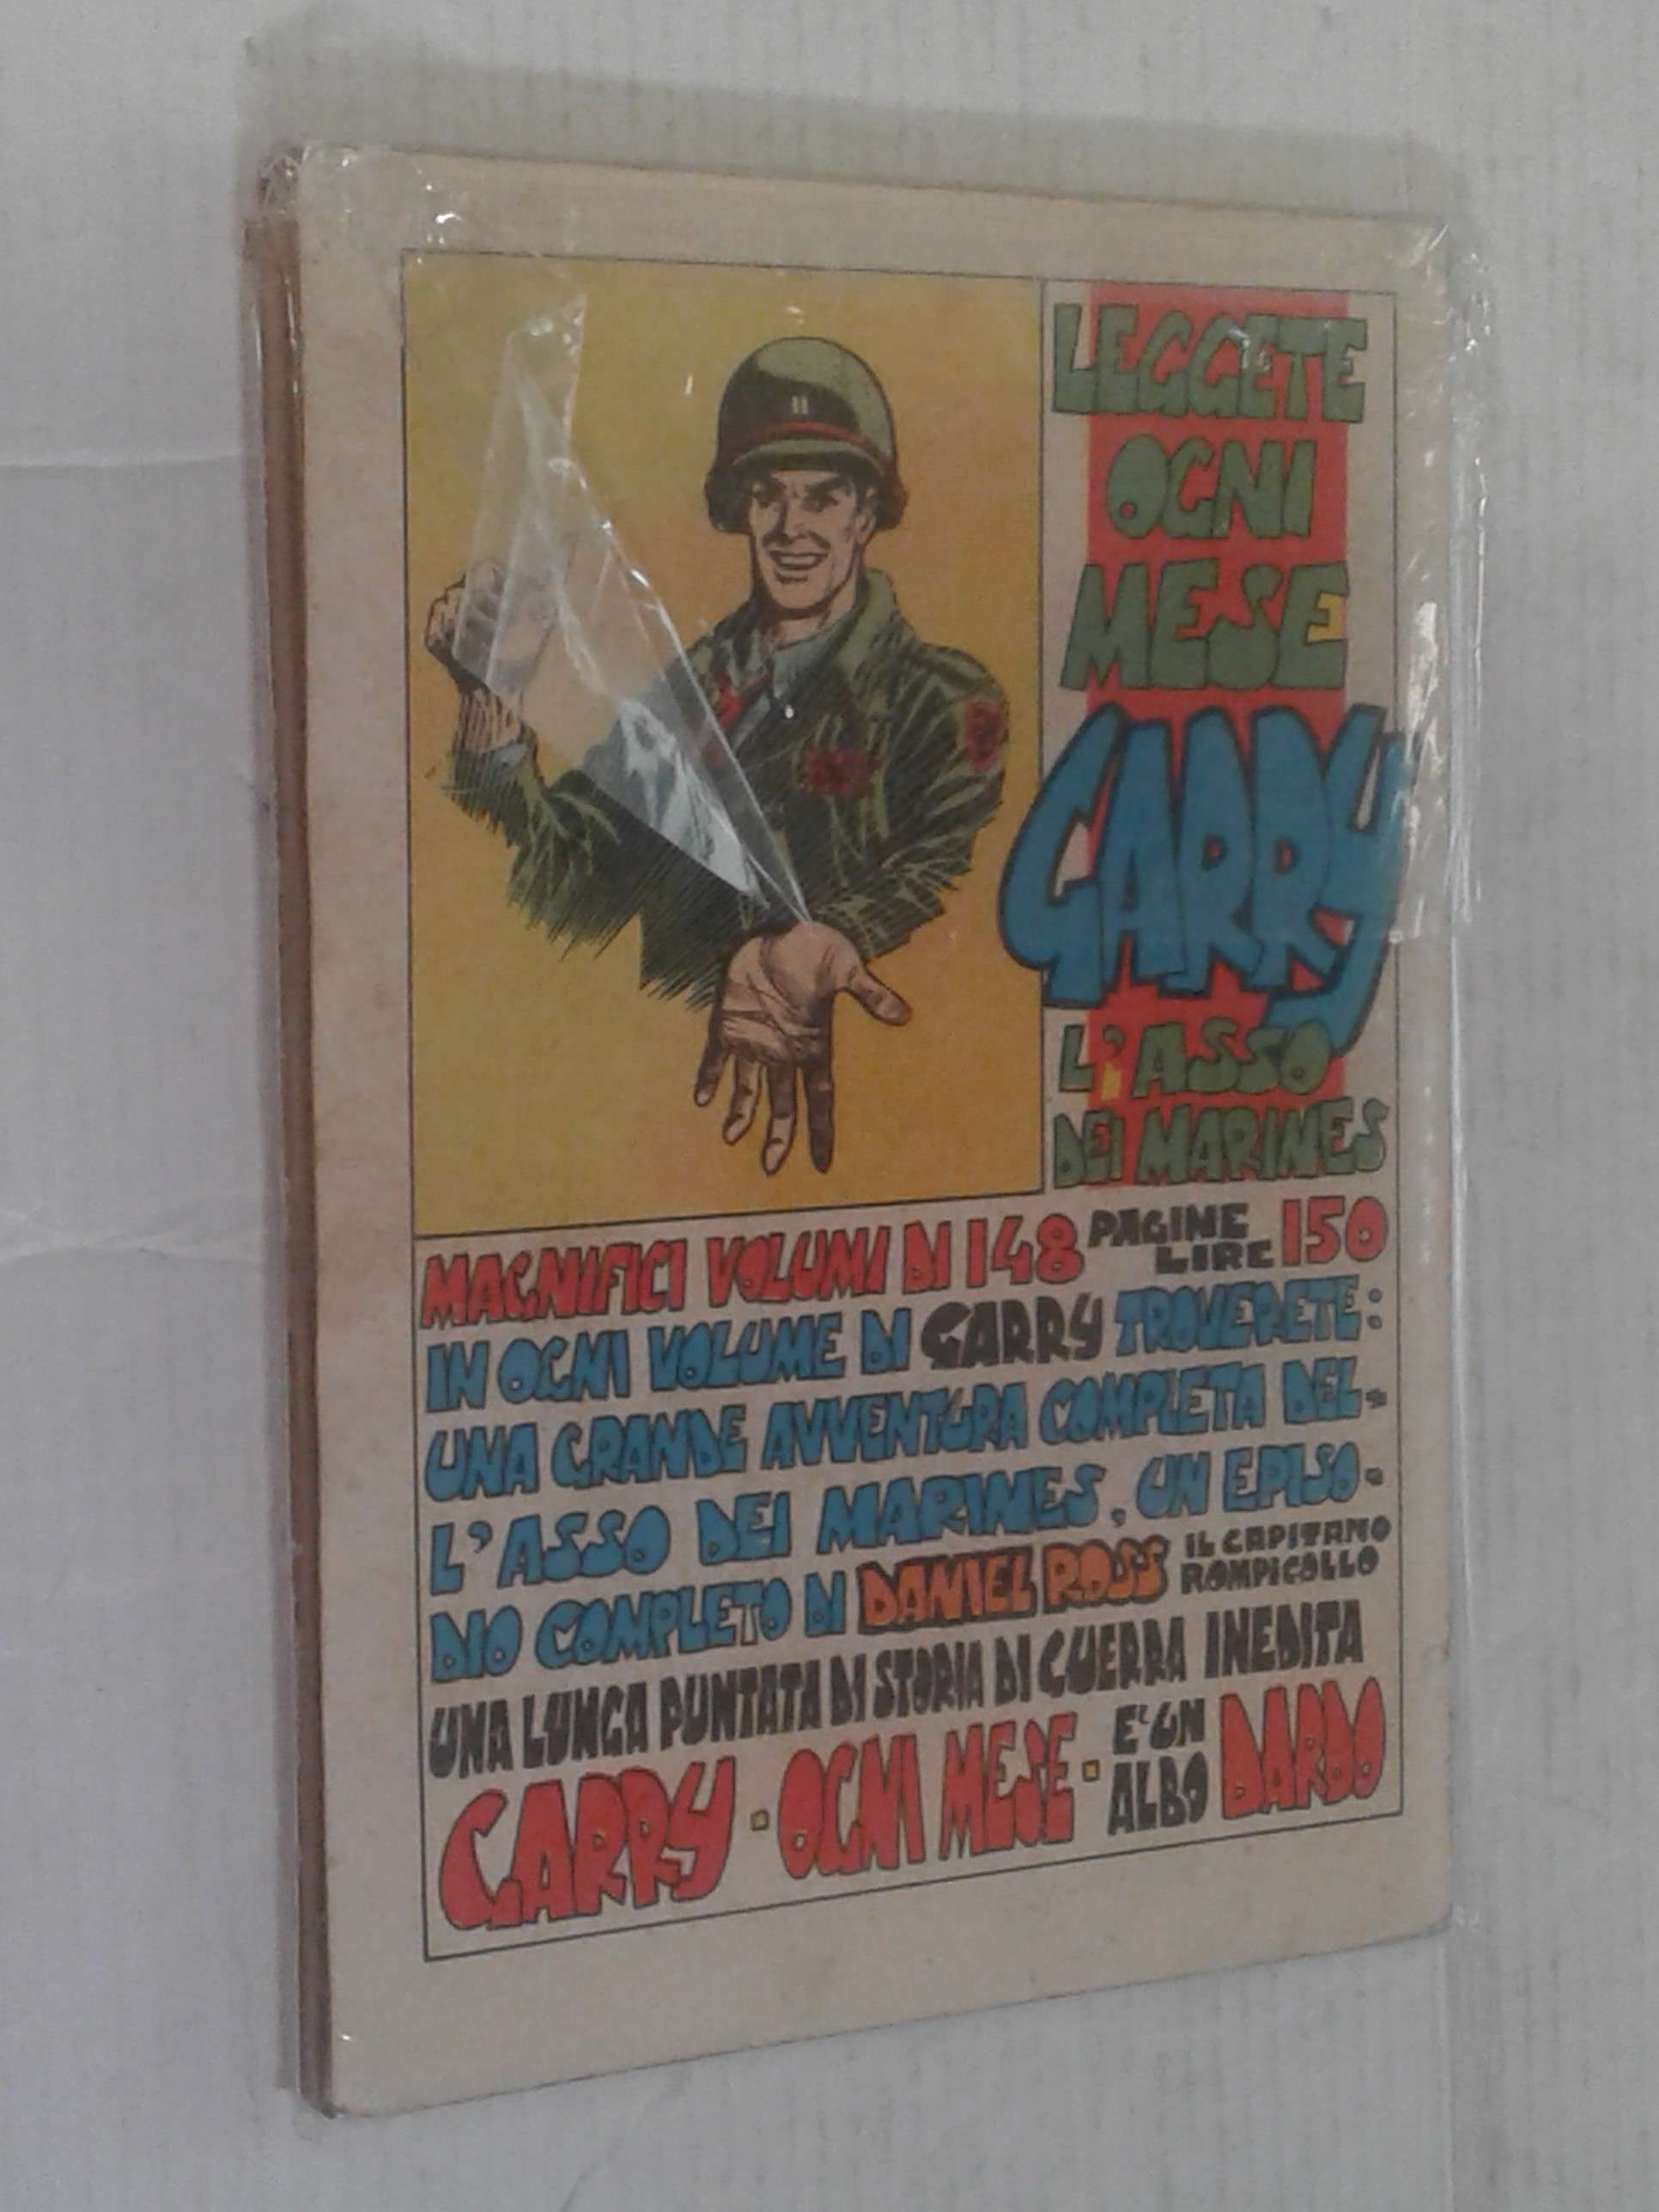 LEGGETE
OGNI
MESE
GARRY
L'ASSO
DEI MARINES
MAGNIFICI VOLUMI DI 148 PAGINE LIRE 150
IN OGNI VOLUME DI GARRY TROVERETE:
UNA GRANDE AVVENTURA COMPLETA DEL-
L'ASSO DEI MARINES, UN EPISO-
DIO COMPLETO DI DANIEL ROSS IL CAPITANO ROMPICOLLO
UNA LUNGA PUNTATA DI STORIA DI GUERRA INEDITA
GARRY - OGNI MESE - E' UN ALBO DARDO